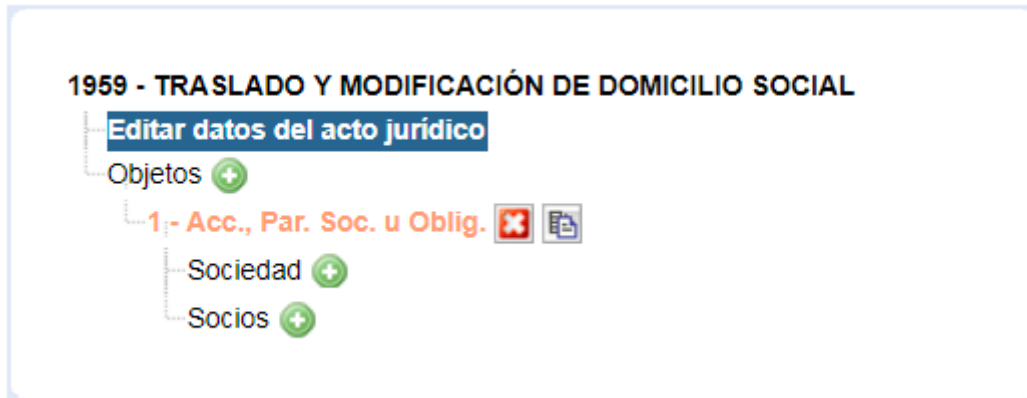 1959 - TRASLADO Y MODIFICACIÓN DE DOMICILIO SOCIAL
Editar datos del acto jurídico
Objetos
1 - Acc., Par. Soc. u Oblig.
Sociedad
Socios